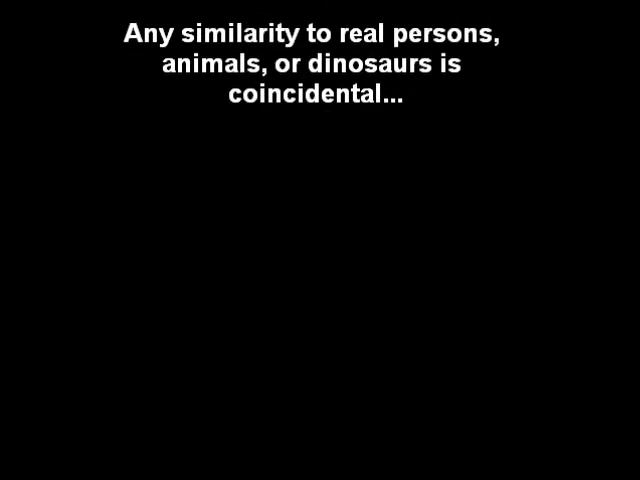 Any similarity to real persons,
animals, or dinosaurs is
coincidental...